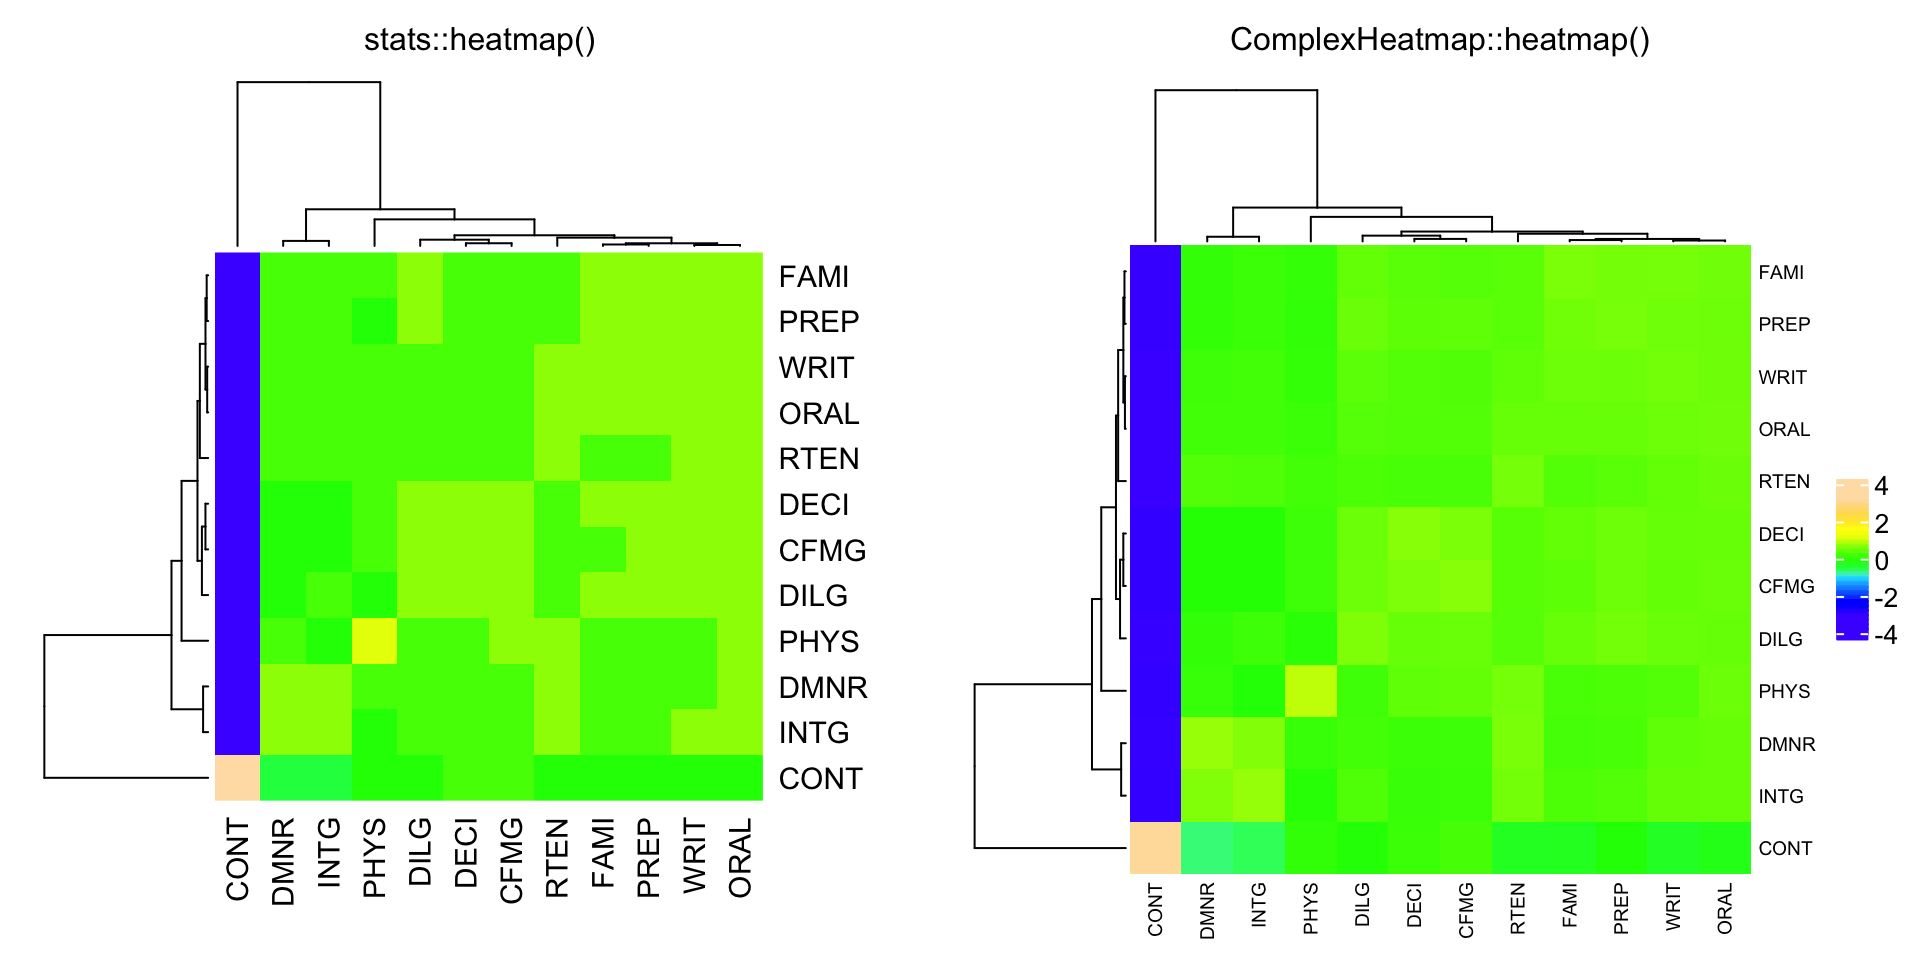 stats::heatmap()
FAMI
PREP
WRIT
ORAL
RTEN
DECI
CFMG
DILG
PHYS
DMNR
INTG
CONT
CONT
DMNR
INTG
PHYS
DILG
DECI
CFMG
RTEN
FAMI
PREP
WRIT
ORAL
ComplexHeatmap::heatmap()
FAMI
PREP
WRIT
ORAL
RTEN
DECI
CFMG
DILG
PHYS
DMNR
INTG
CONT
CONT
DMNR
INTG
PHYS
DILG
DECI
CFMG
RTEN
FAMI
PREP
WRIT
ORAL
4
2
0
-2
-4